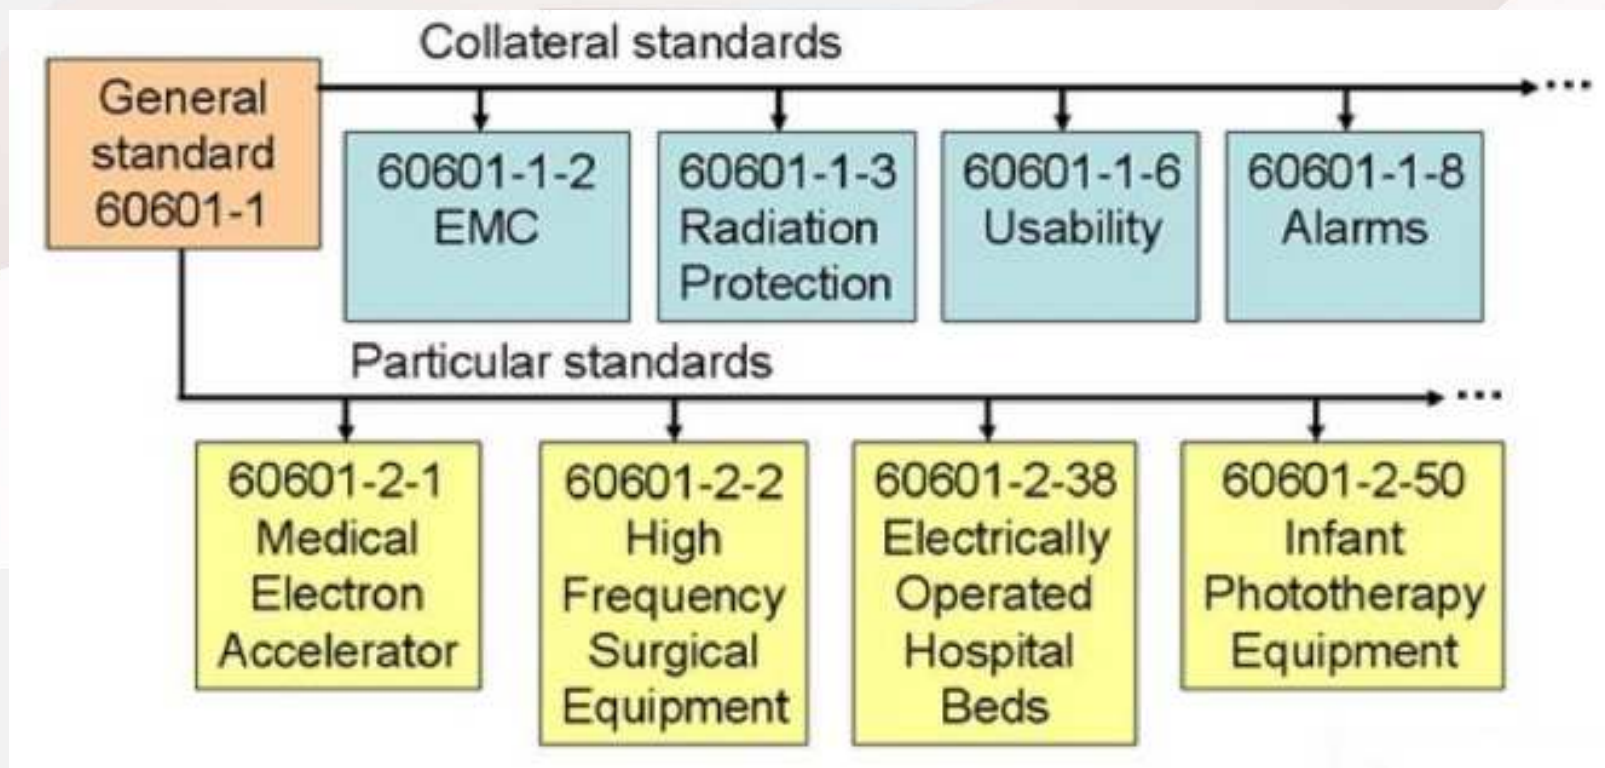 Collateral standards
General
standard
60601-1
...
60601-1-2
EMC
60601-1-3
Radiation
Protection
60601-1-6
Usability
60601-1-8
Alarms
Particular standards
...
60601-2-1
Medical
Electron
Accelerator
60601-2-2
High
Frequency
Surgical
Equipment
60601-2-38
Electrically
Operated
Hospital
Beds
60601-2-50
Infant
Phototherapy
Equipment